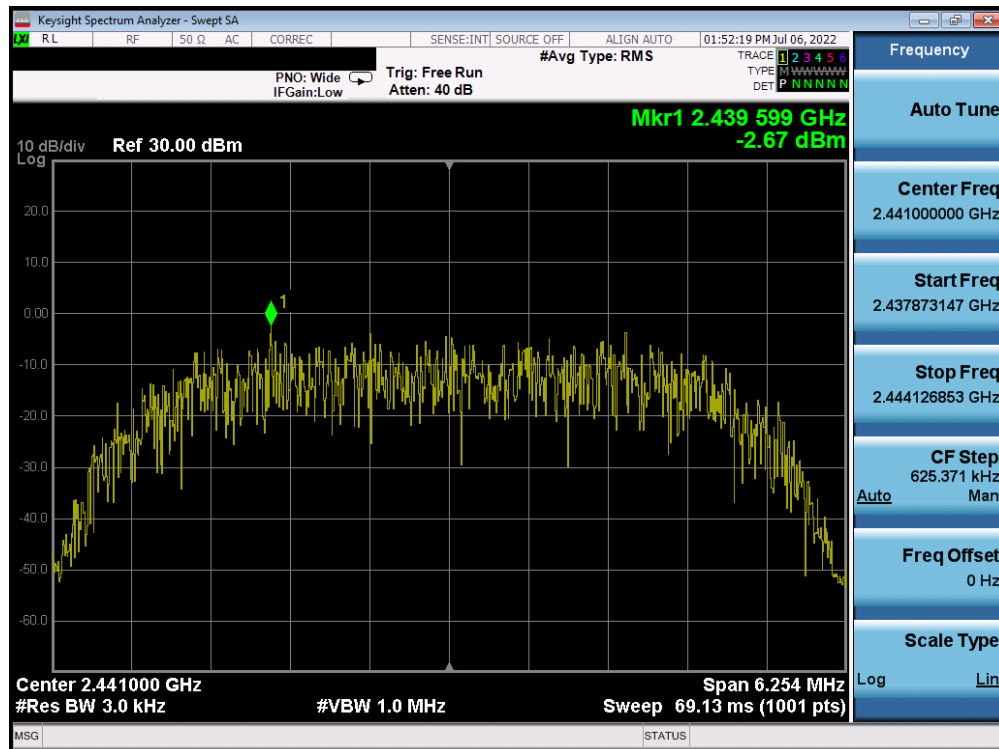 Keysight Spectrum Analyzer - Swept SA
LXI RL RF 50 Ω AC CORREC SENSE:INT SOURCE OFF ALIGN AUTO 01:52:19 PM Jul 06, 2022
#Avg Type: RMS
TRACE 1 2 3 4 5 6
TYPE M WWWWW
DET P N N N N N
PNO: Wide
IFGain:Low
Trig: Free Run
Atten: 40 dB
Mkr1 2.439 599 GHz
-2.67 dBm
10 dB/div
Log
Ref 30.00 dBm
20.0
10.0
0.00
-10.0
-20.0
-30.0
-40.0
-50.0
-60.0
1
Center 2.441000 GHz
Span 6.254 MHz
#Res BW 3.0 kHz
#VBW 1.0 MHz
Sweep 69.13 ms (1001 pts)
MSG
STATUS
Frequency
Auto Tune
Center Freq
2.441000000 GHz
Start Freq
2.437873147 GHz
Stop Freq
2.444126853 GHz
CF Step
625.371 kHz
Auto Man
Freq Offset
0 Hz
Scale Type
Log Lin